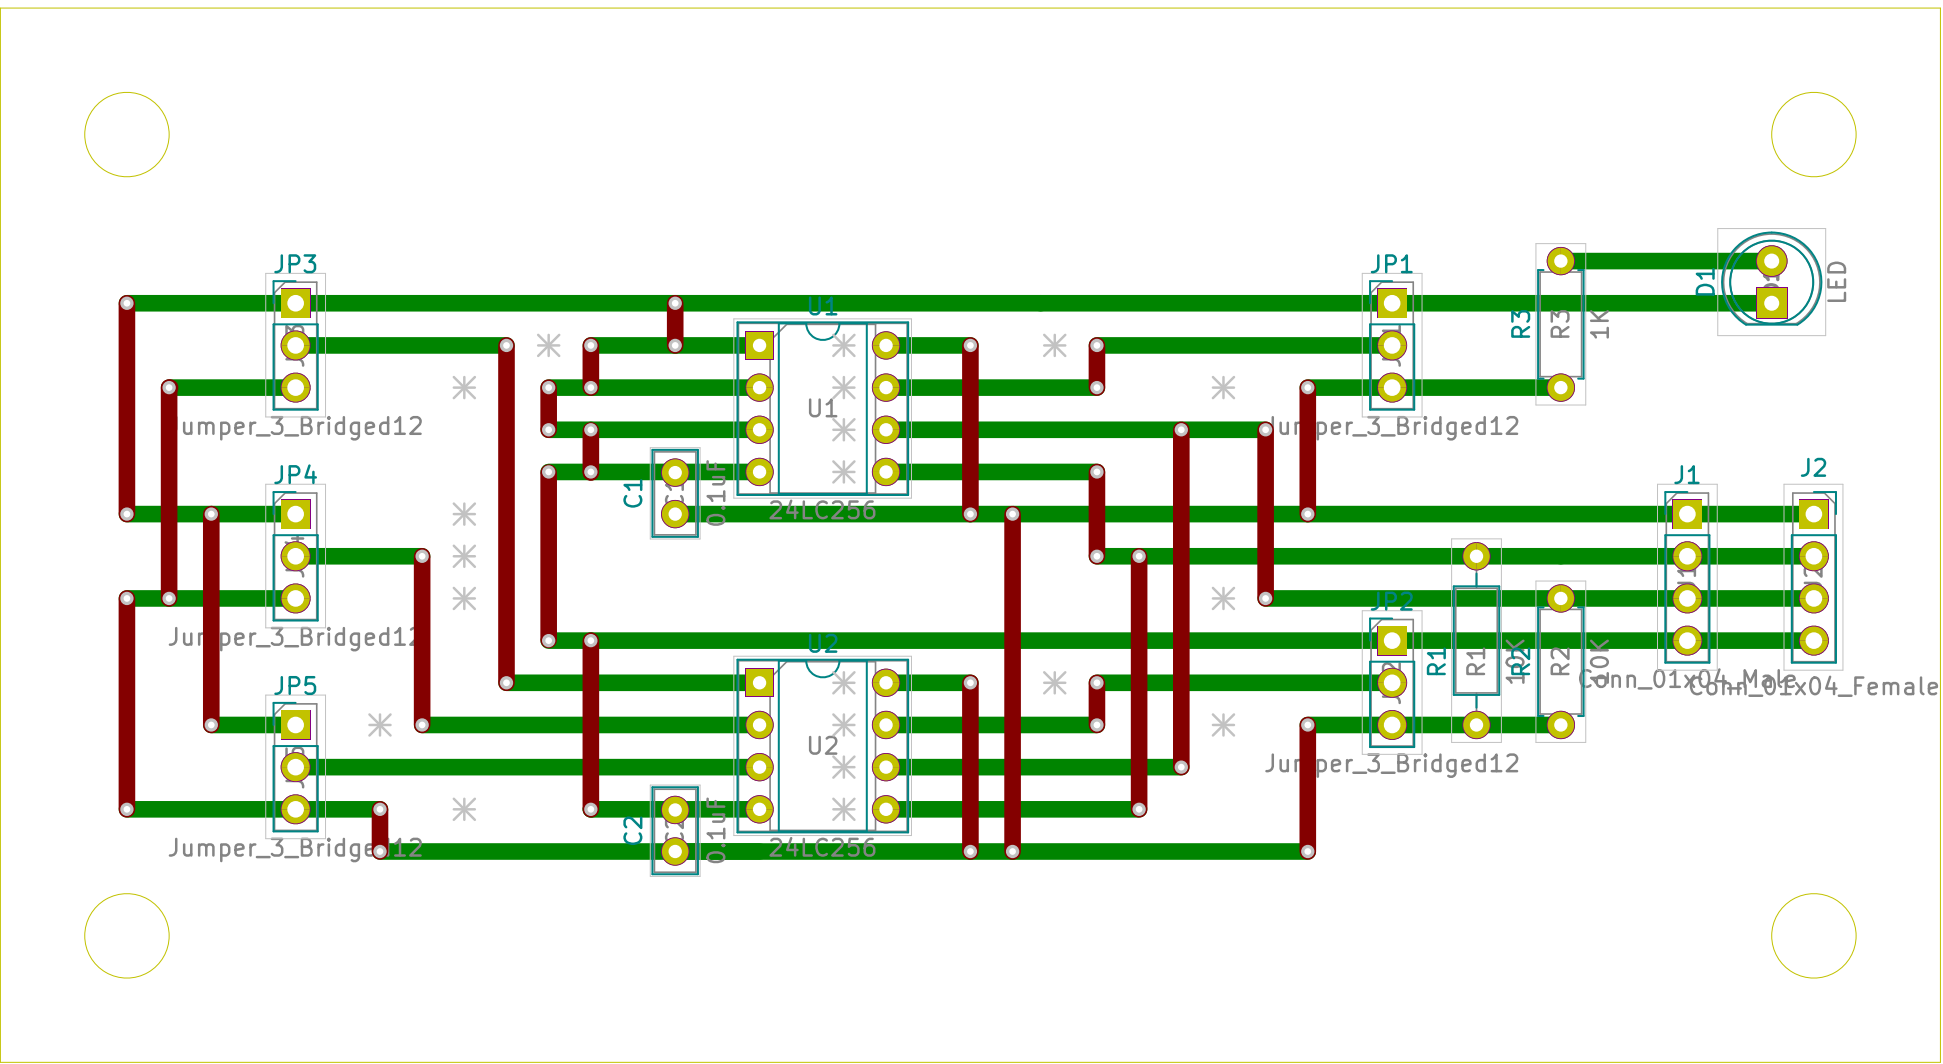 JP3
JP1
LED
D1
U1
R3
R3
1K
U1
Jumper_3_Bridged12
Jumper_3_Bridged12
JP4
C1
0.1uF
24LC256
J1
J2
Jumper_3_Bridged12
JP2
U2
R1
R1
10K
R2
R2
10K
Conn_01x04_Male
Conn_01x04_Female
JP5
U2
Jumper_3_Bridged12
C2
0.1uF
24LC256
Jumper_3_Bridged12